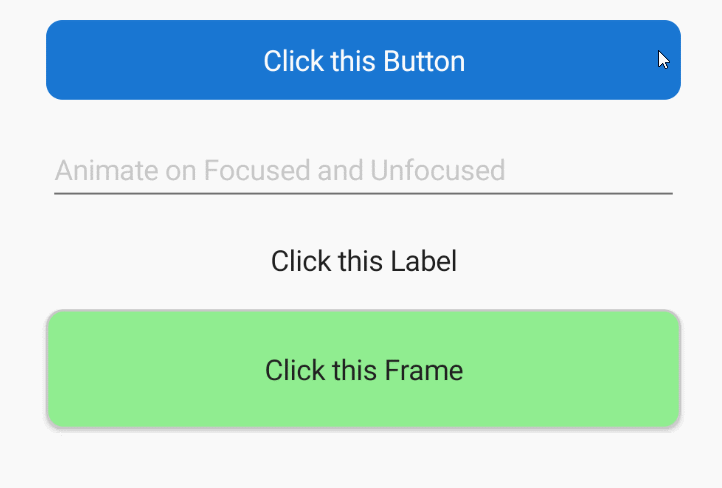 Click this Button
Animate on Focused and Unfocused
Click this Label
Click this Frame